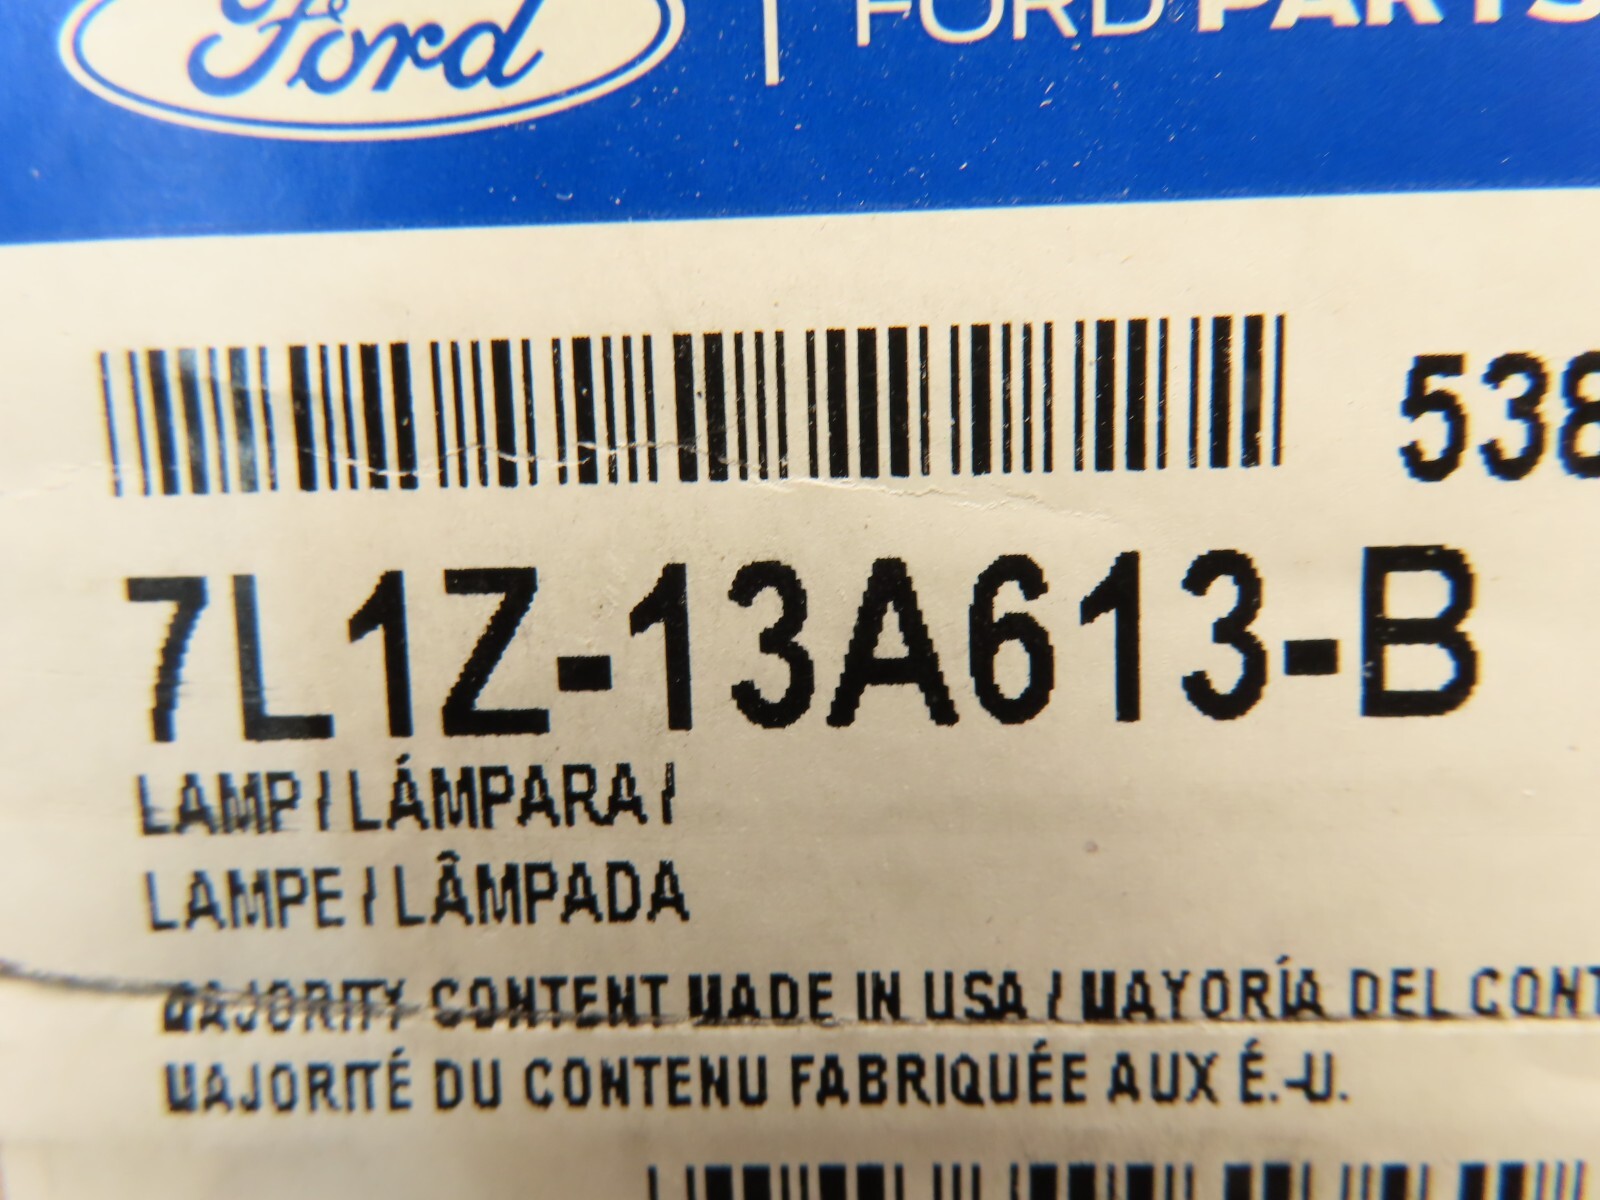 Ford FORD PARTS
538
7L1Z-13A613-B
LAMP / LÁMPARA /
LAMPE / LÂMPADA
MAJORITY CONTENT MADE IN USA / MAYORÍA DEL CONT
MAJORITÉ DU CONTENU FABRIQUÉE AUX É.-U.